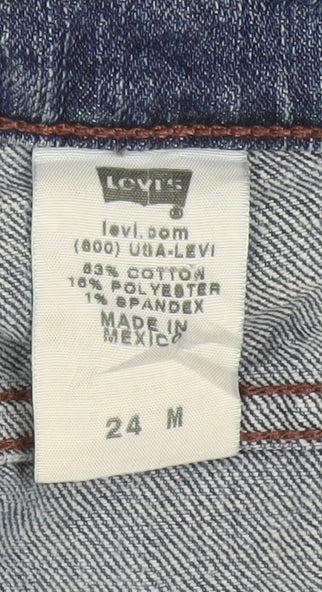 LEVI'S
®
levi.com
(800) USA-LEVI
83% COTTON
16% POLYESTER
1% SPANDEX
MADE IN
MEXICO
24 M